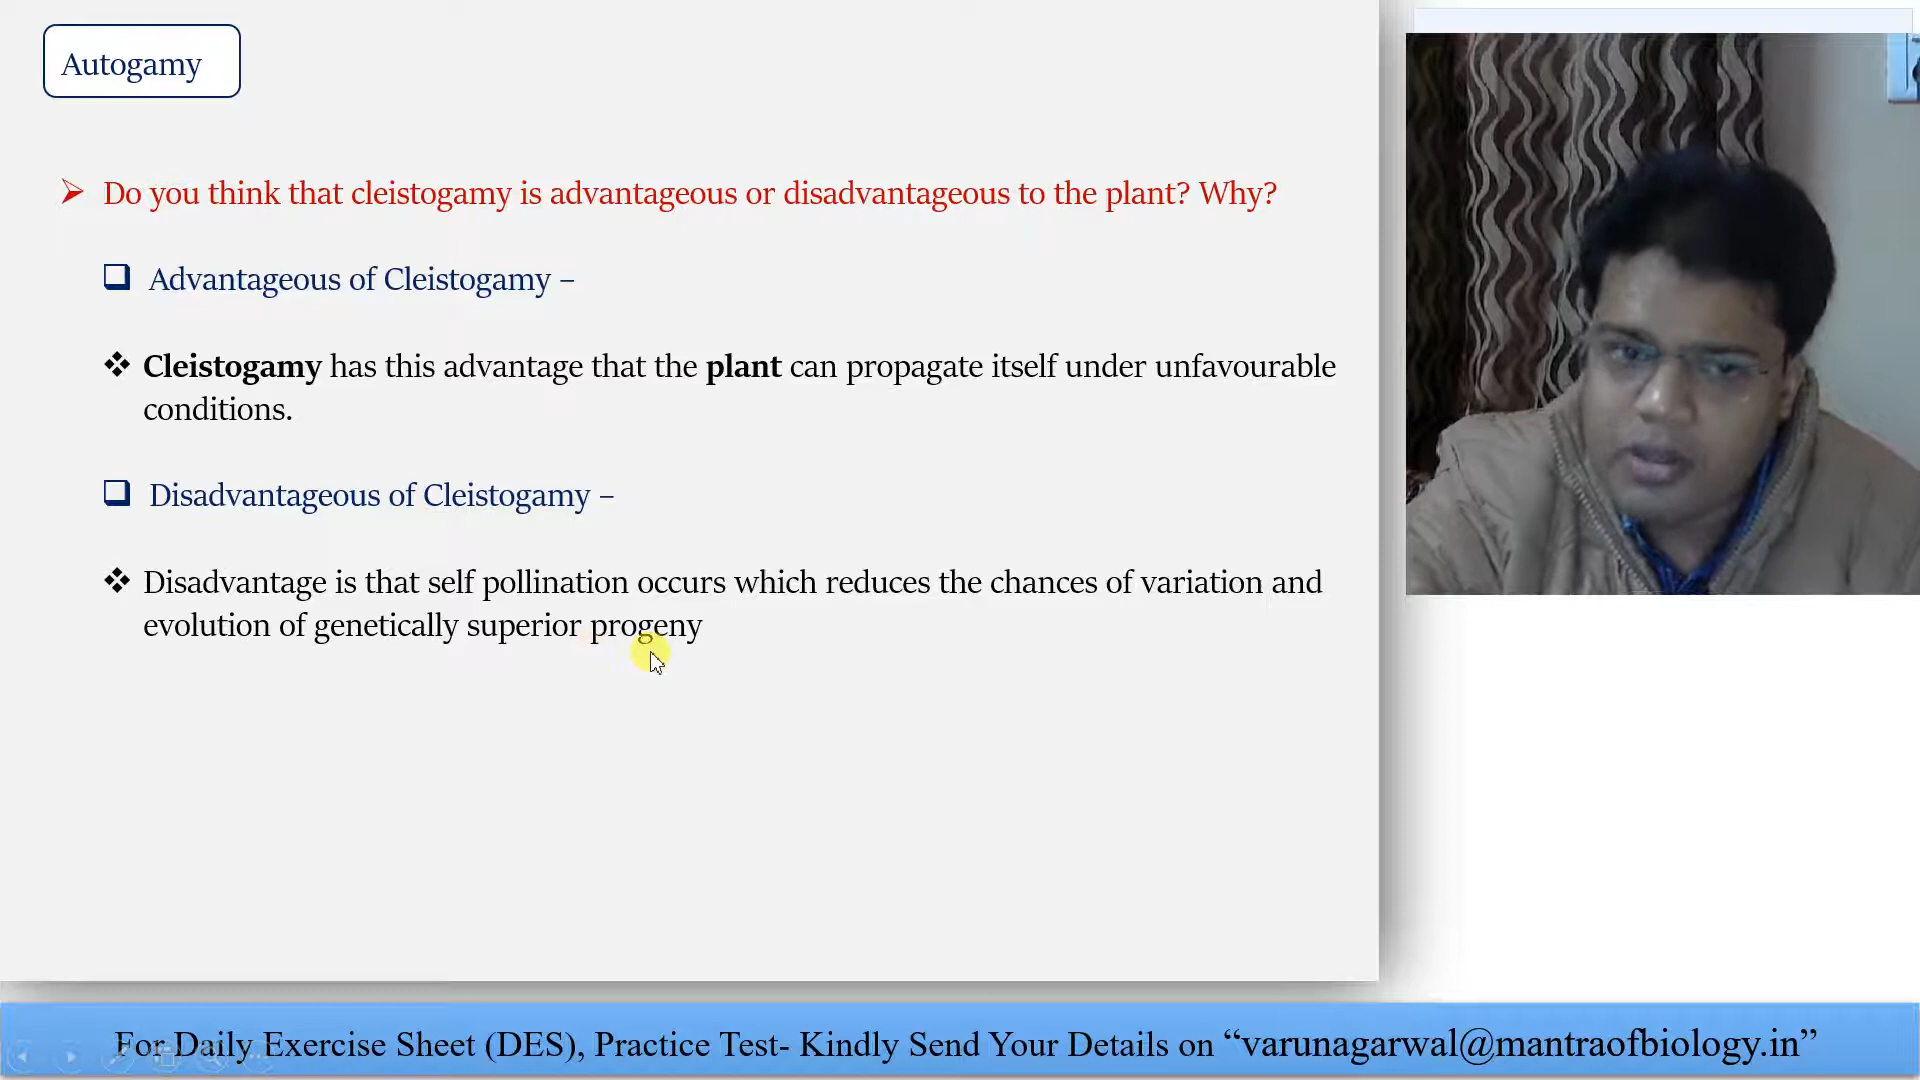 Autogamy
Do you think that cleistogamy is advantageous or disadvantageous to the plant? Why?
Advantageous of Cleistogamy –
Cleistogamy has this advantage that the plant can propagate itself under unfavourable
conditions.
Disadvantageous of Cleistogamy –
Disadvantage is that self pollination occurs which reduces the chances of variation and
evolution of genetically superior progeny
For Daily Exercise Sheet (DES), Practice Test- Kindly Send Your Details on “varunagarwal@mantraofbiology.in”